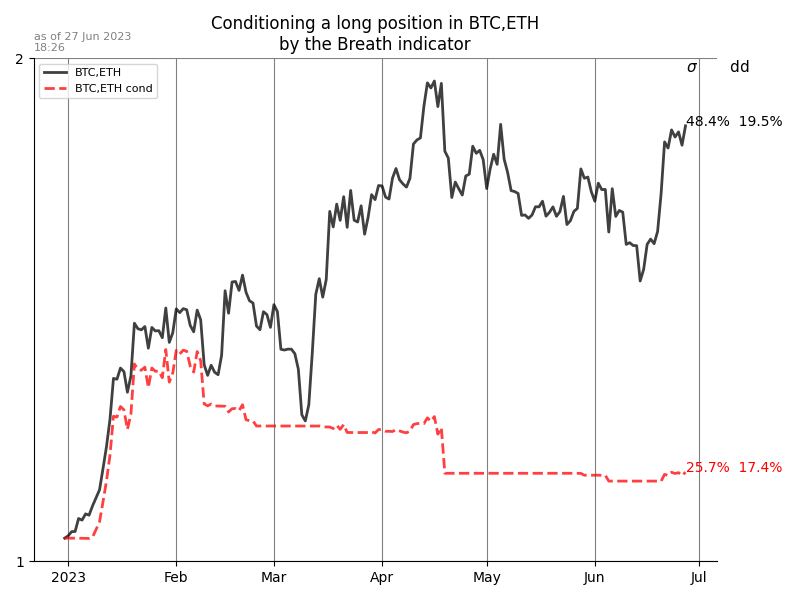 Conditioning a long position in BTC,ETH
by the Breath indicator
as of 27 Jun 2023
18:26
2
BTC,ETH
BTC,ETH cond
σ dd
48.4% 19.5%
25.7% 17.4%
1
2023 Feb Mar Apr May Jun Jul